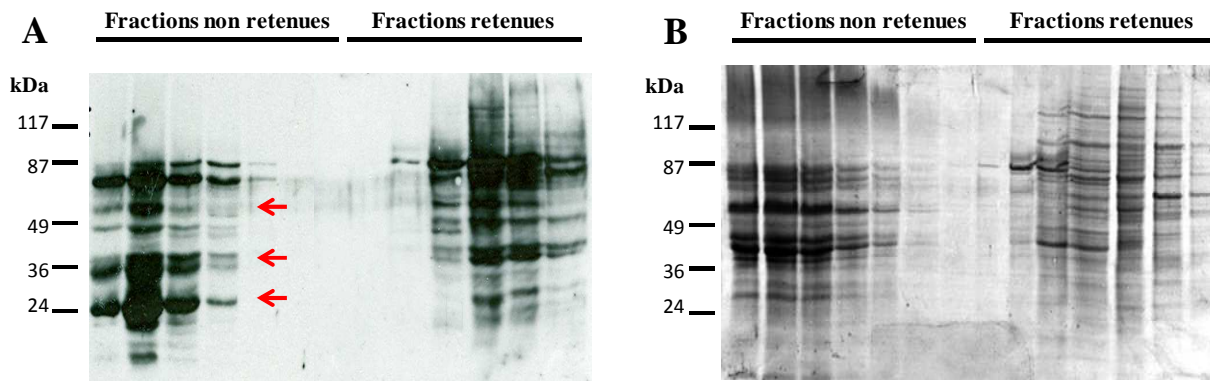 A
Fractions non retenues
Fractions retenues
kDa
117
87
49
36
24
B
Fractions non retenues
Fractions retenues
kDa
117
87
49
36
24